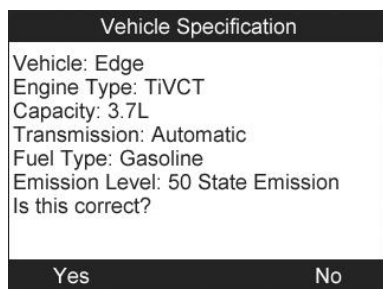 Vehicle Specification
Vehicle: Edge
Engine Type: TiVCT
Capacity: 3.7L
Transmission: Automatic
Fuel Type: Gasoline
Emission Level: 50 State Emission
Is this correct?
Yes No